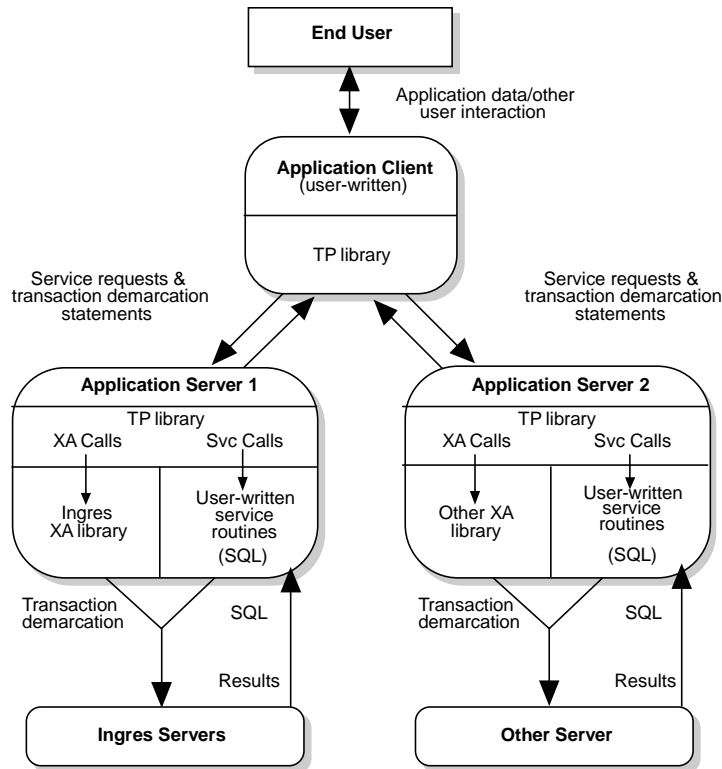 End User
Application data/other
user interaction
Application Client
(user-written)
TP library
Service requests &
transaction demarcation
statements
Service requests &
transaction demarcation
statements
Application Server 1
TP library
XA Calls
Svc Calls
Ingres
XA library
User-written
service
routines
(SQL)
Application Server 2
TP library
XA Calls
Svc Calls
Other XA
library
User-written
service
routines
(SQL)
Transaction
demarcation
SQL
Results
Transaction
demarcation
SQL
Results
Ingres Servers
Other Server